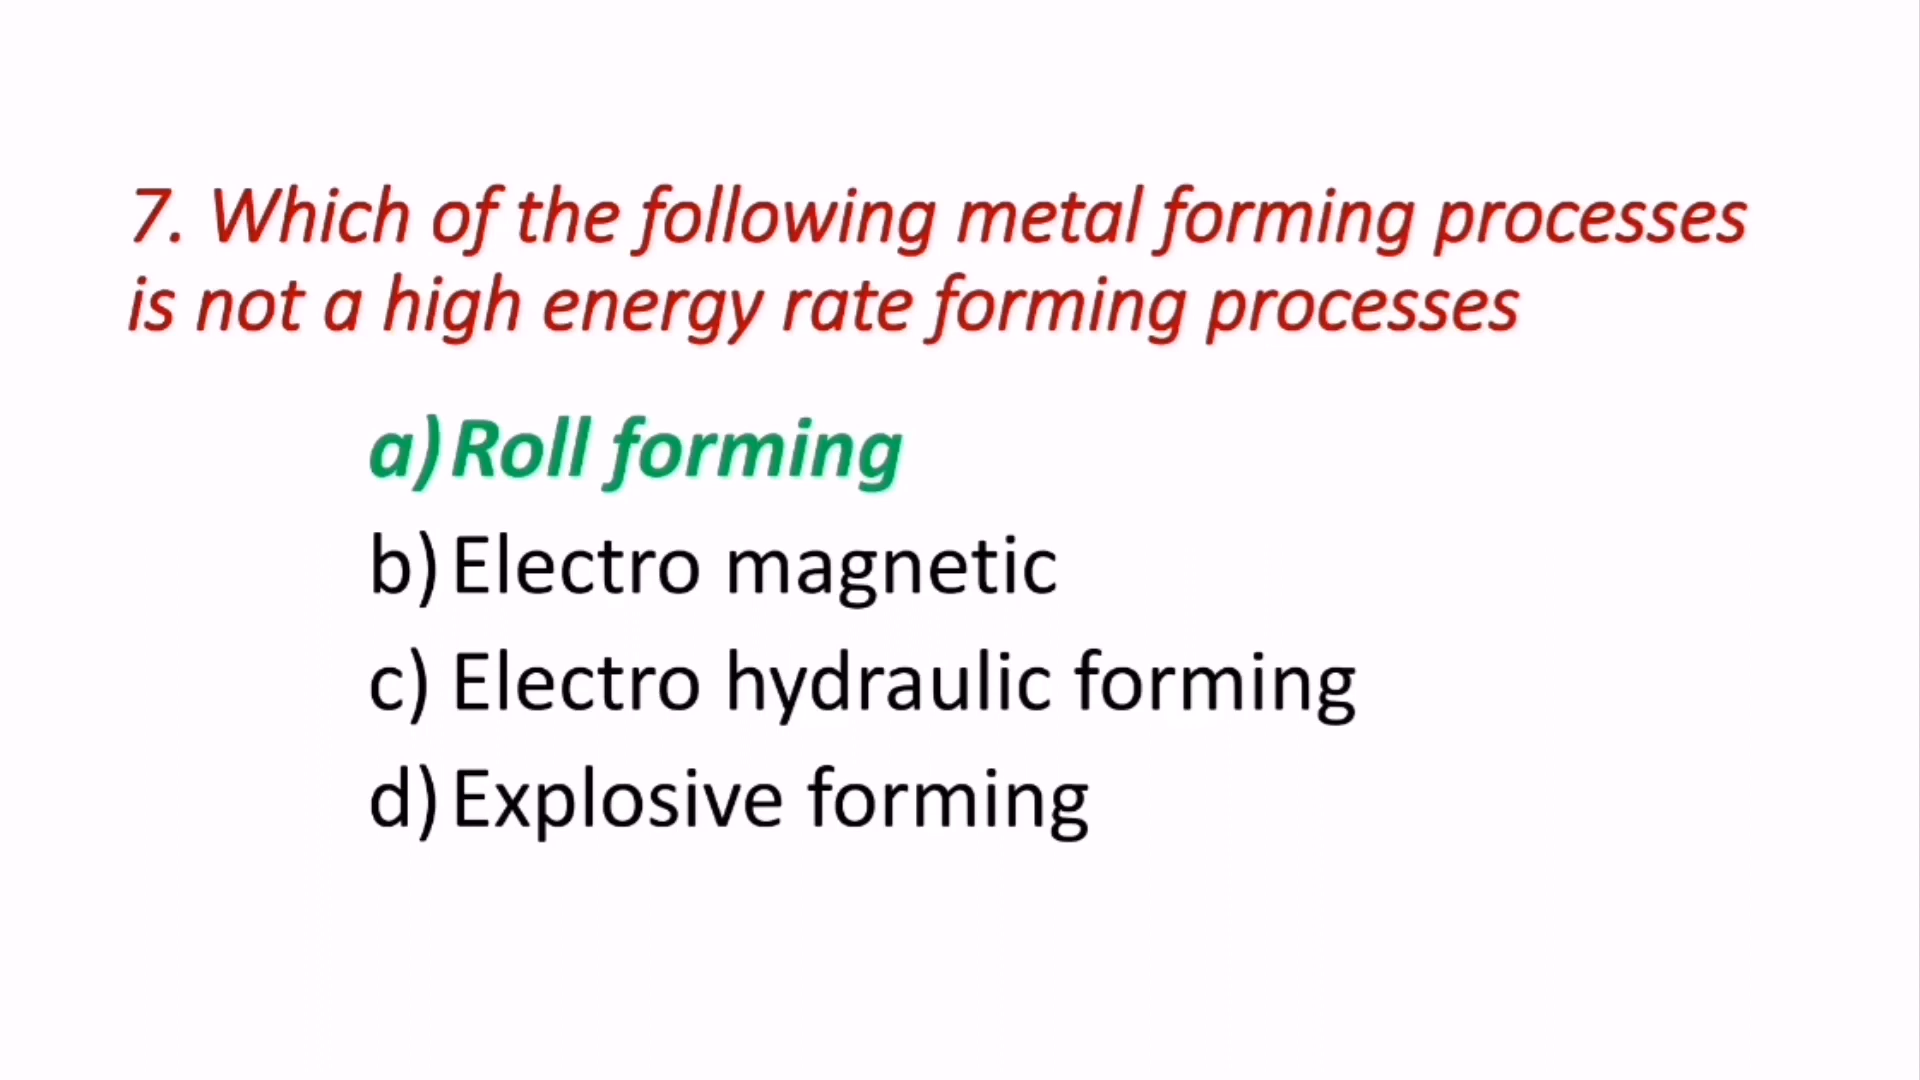 7. Which of the following metal forming processes
is not a high energy rate forming processes
a) Roll forming
b) Electro magnetic
c) Electro hydraulic forming
d) Explosive forming